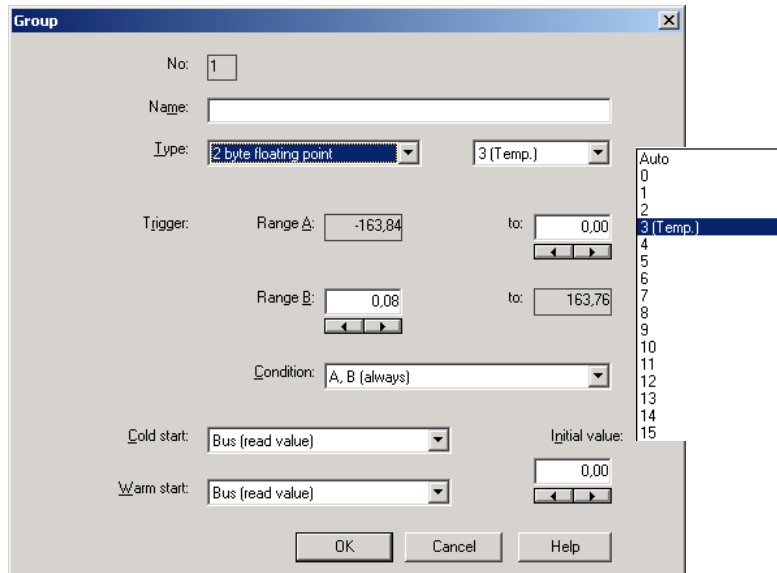 Group
No: 1
Name:
Type: 2 byte floating point 3 (Temp.)
Trigger: Range A: -163,84 to: 0,00
Range B: 0,08 to: 163,76
Condition: A, B (always)
Cold start: Bus (read value) Initial value:
0,00
Warm start: Bus (read value)
OK Cancel Help
Auto
0
1
2
3 (Temp.)
4
5
6
7
8
9
10
11
12
13
14
15